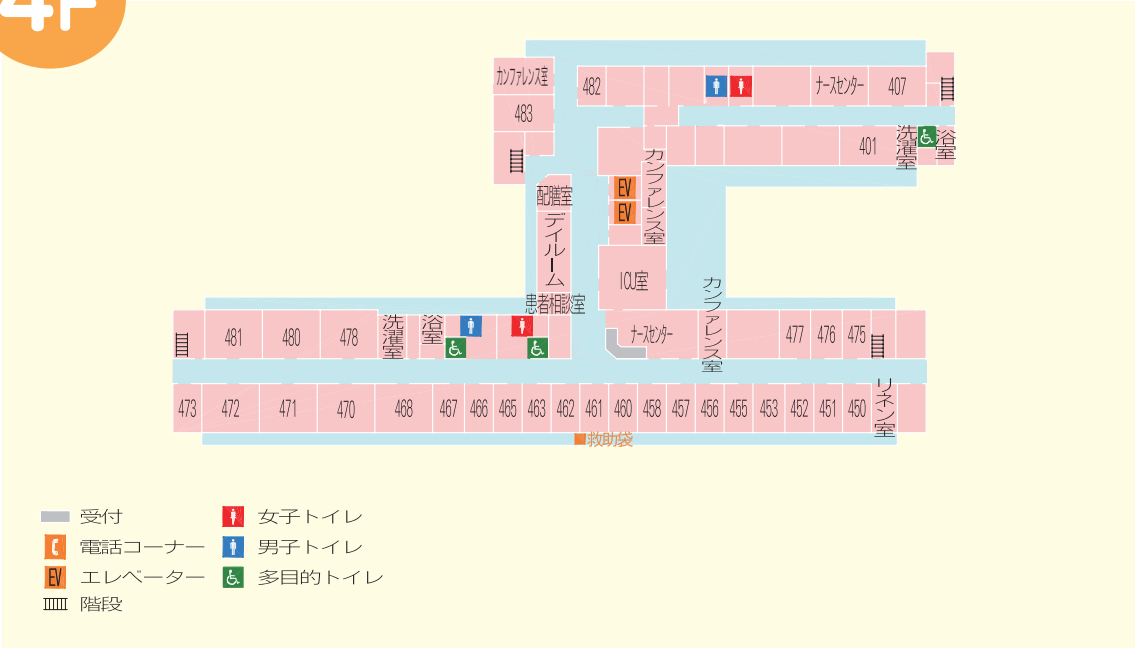 4F
カンファレンス室
482
ナースセンター
407
483
401
洗濯室
浴室
カンファレンス室
EV
EV
配膳室
デイルーム
ICU室
患者相談室
カンファレンス室
481
480
478
洗濯室
浴室
ナースセンター
477
476
475
473
472
471
470
468
467
466
465
463
462
461
460
458
457
456
455
453
452
451
450
リネン室
救助袋
受付
女子トイレ
電話コーナー
男子トイレ
EV
エレベーター
多目的トイレ
階段